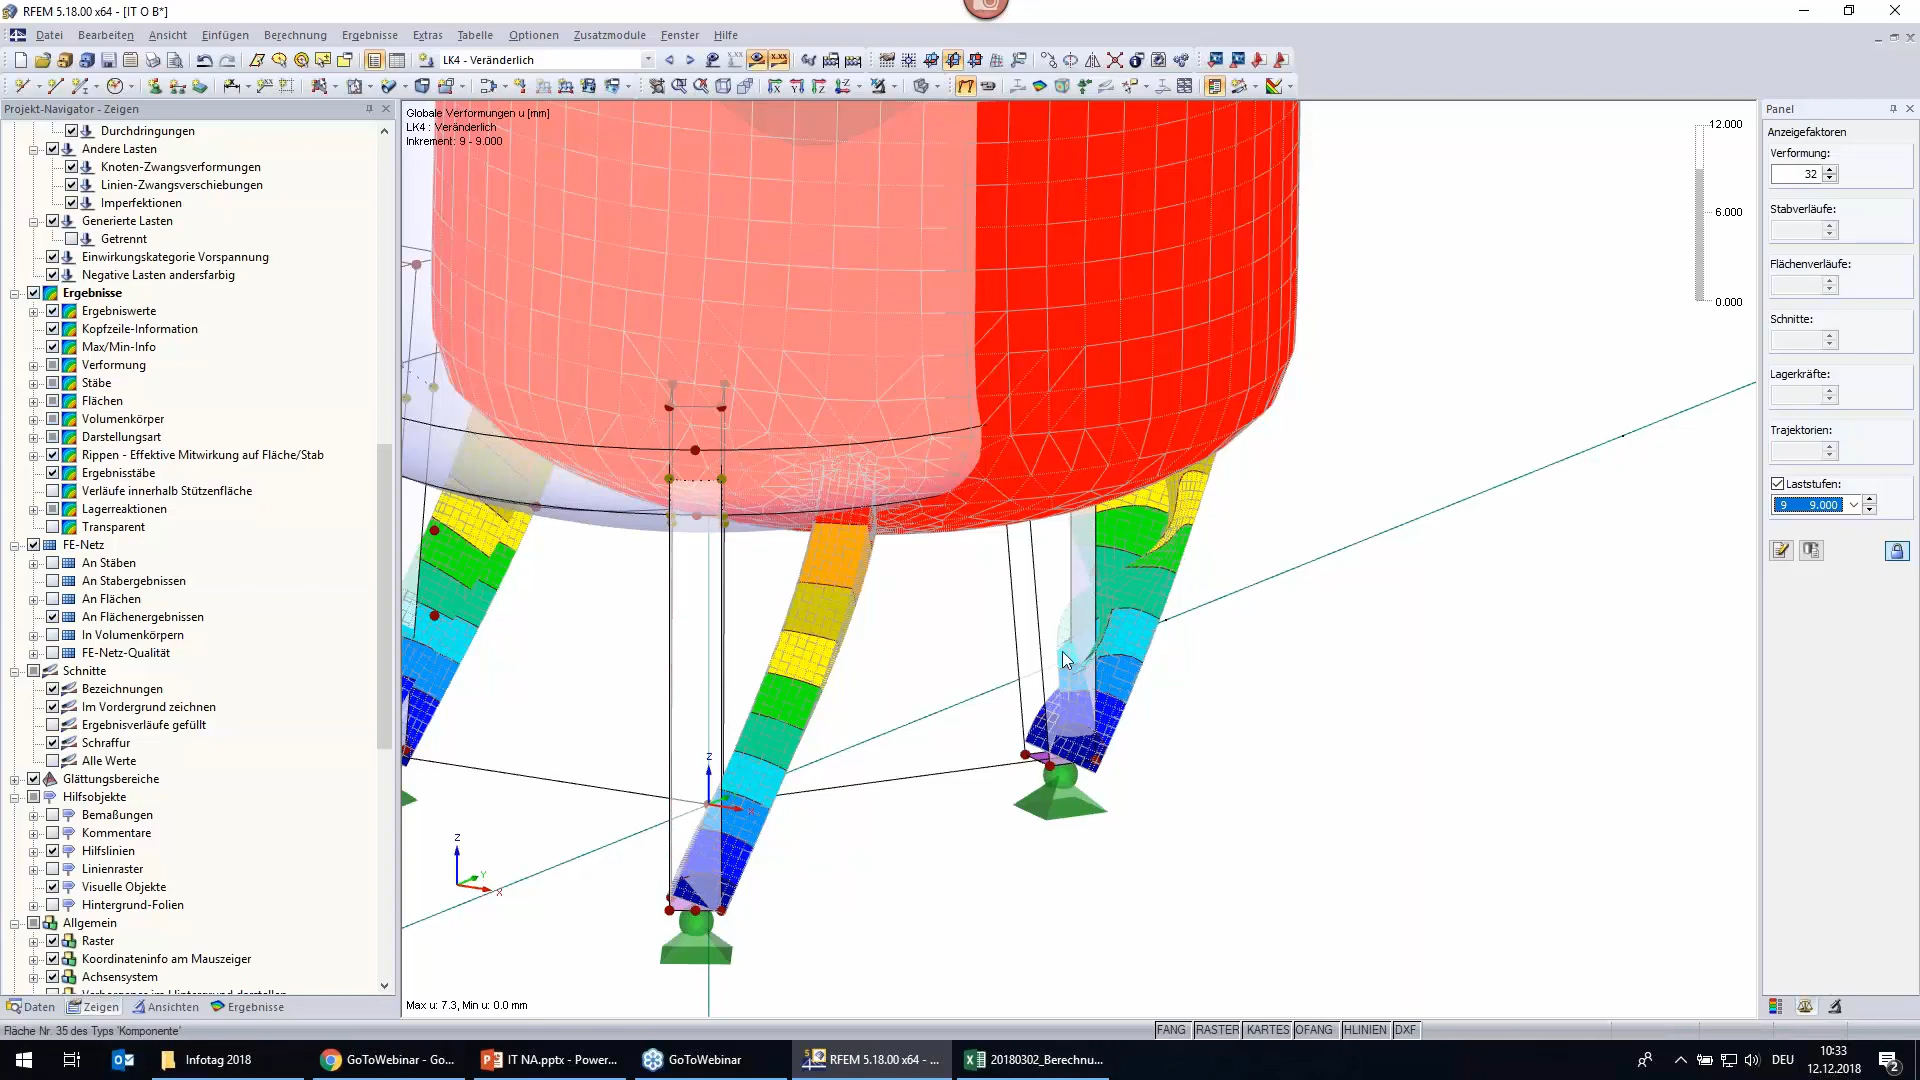 RFEM 5.18.00 x64 - [IT O B*]
Datei Bearbeiten Ansicht Einfügen Berechnung Ergebnisse Extras Tabelle Optionen Zusatzmodule Fenster Hilfe
LK4 - Veränderlich
Projekt-Navigator - Zeigen
Durchdringungen
Andere Lasten
Knoten-Zwangsverformungen
Linien-Zwangsverschiebungen
Imperfektionen
Generierte Lasten
Getrennt
Einwirkungskategorie Vorspannung
Negative Lasten andersfarbig
Ergebnisse
Ergebniswerte
Kopfzeile-Information
Max/Min-Info
Verformung
Stäbe
Flächen
Volumenkörper
Darstellungsart
Rippen - Effektive Mitwirkung auf Fläche/Stab
Ergebnisstäbe
Verläufe innerhalb Stützenfläche
Lagerreaktionen
Transparent
FE-Netz
An Stäben
An Stabergebnissen
An Flächen
An Flächenergebnissen
In Volumenkörpern
FE-Netz-Qualität
Schnitte
Bezeichnungen
Im Vordergrund zeichnen
Ergebnisverläufe gefüllt
Schraffur
Alle Werte
Glättungsbereiche
Hilfsobjekte
Bemaßungen
Kommentare
Hilfslinien
Linienraster
Visuelle Objekte
Hintergrund-Folien
Allgemein
Raster
Koordinateninfo am Mauszeiger
Achsensystem
Daten Zeigen Ansichten Ergebnisse
Fläche Nr. 35 des Typs 'Komponente'
Globale Verformungen u [mm]
LK4 : Veränderlich
Inkrement: 9 - 9.000
12.000
6.000
0.000
Z
X
Z
Y
X
Max u: 7.3, Min u: 0.0 mm
Panel
Anzeigefaktoren
Verformung:
32
Stabverläufe:
Flächenverläufe:
Schnitte:
Lagerkräfte:
Trajektorien:
Laststufen:
9 9.000
FANG RASTER KARTES OFANG HLINIEN DXF
Infotag 2018
GoToWebinar - Go...
IT NA.pptx - Power...
GoToWebinar
RFEM 5.18.00 x64 - ...
20180302_Berechnu...
DEU
10:33
12.12.2018
2